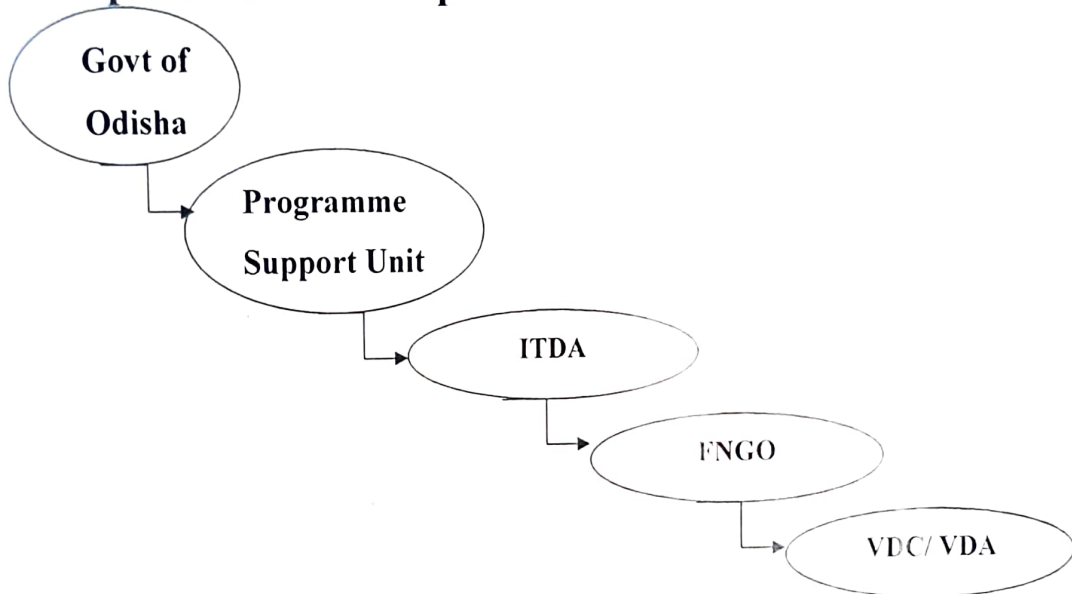 Govt of
Odisha
Programme
Support Unit
ITDA
FNGO
VDC/ VDA